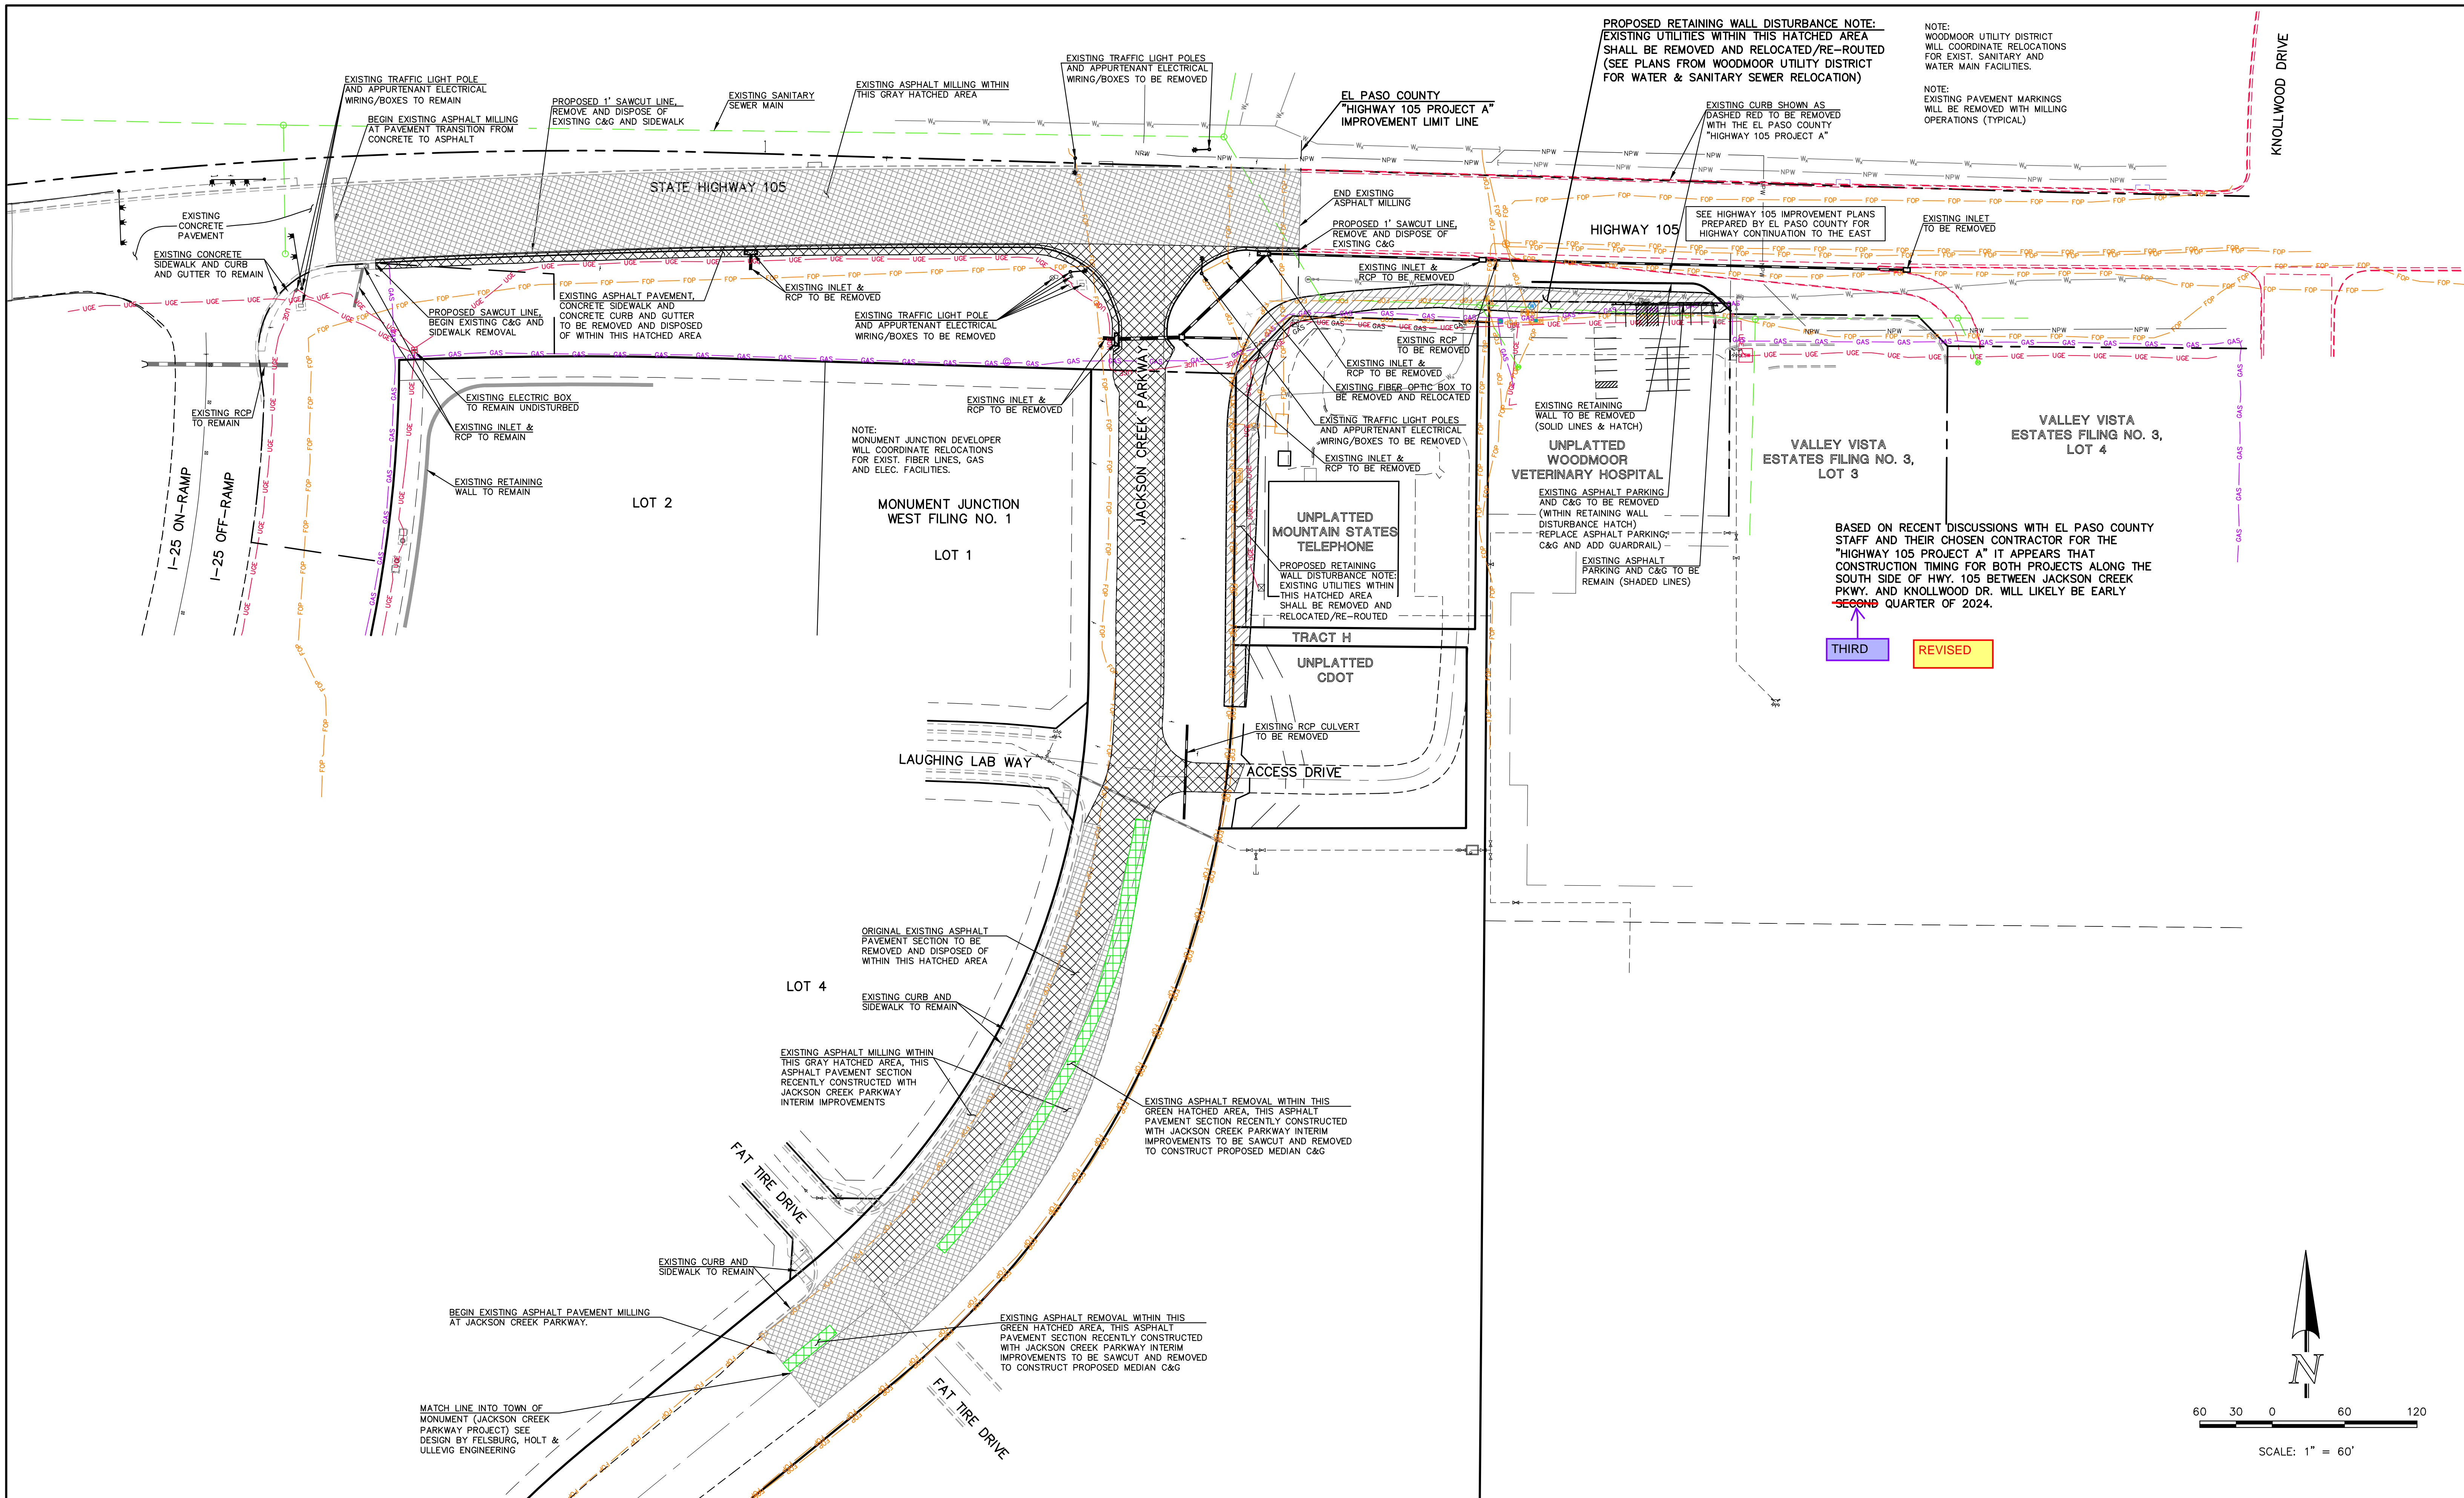 PROPOSED RETAINING WALL DISTURBANCE NOTE:
EXISTING UTILITIES WITHIN THIS HATCHED AREA
SHALL BE REMOVED AND RELOCATED/RE-ROUTED
(SEE PLANS FROM WOODMOOR UTILITY DISTRICT
FOR WATER & SANITARY SEWER RELOCATION)
NOTE:
WOODMOOR UTILITY DISTRICT
WILL COORDINATE RELOCATIONS
FOR EXIST. SANITARY AND
WATER MAIN FACILITIES.
NOTE:
EXISTING PAVEMENT MARKINGS
WILL BE REMOVED WITH MILLING
OPERATIONS (TYPICAL)
KNOLLWOOD DRIVE
EXISTING TRAFFIC LIGHT POLE
AND APPURTENANT ELECTRICAL
WIRING/BOXES TO REMAIN
BEGIN EXISTING ASPHALT MILLING
AT PAVEMENT TRANSITION FROM
CONCRETE TO ASPHALT
PROPOSED 1' SAWCUT LINE,
REMOVE AND DISPOSE OF
EXISTING C&G AND SIDEWALK
EXISTING SANITARY
SEWER MAIN
EXISTING ASPHALT MILLING WITHIN
THIS GRAY HATCHED AREA
EXISTING TRAFFIC LIGHT POLES
AND APPURTENANT ELECTRICAL
WIRING/BOXES TO BE REMOVED
EL PASO COUNTY
"HIGHWAY 105 PROJECT A"
IMPROVEMENT LIMIT LINE
EXISTING CURB SHOWN AS
DASHED RED TO BE REMOVED
WITH THE EL PASO COUNTY
"HIGHWAY 105 PROJECT A"
STATE HIGHWAY 105
EXISTING
CONCRETE
PAVEMENT
EXISTING CONCRETE
SIDEWALK AND CURB
AND GUTTER TO REMAIN
END EXISTING
ASPHALT MILLING
PROPOSED 1' SAWCUT LINE,
REMOVE AND DISPOSE OF
EXISTING C&G
HIGHWAY 105
SEE HIGHWAY 105 IMPROVEMENT PLANS
PREPARED BY EL PASO COUNTY FOR
HIGHWAY CONTINUATION TO THE EAST
EXISTING INLET
TO BE REMOVED
EXISTING INLET &
RCP TO BE REMOVED
PROPOSED SAWCUT LINE,
BEGIN EXISTING C&G AND
SIDEWALK REMOVAL
EXISTING ASPHALT PAVEMENT,
CONCRETE SIDEWALK AND
CONCRETE CURB AND GUTTER
TO BE REMOVED AND DISPOSED
OF WITHIN THIS HATCHED AREA
EXISTING INLET &
RCP TO BE REMOVED
EXISTING TRAFFIC LIGHT POLE
AND APPURTENANT ELECTRICAL
WIRING/BOXES TO BE REMOVED
EXISTING RCP
TO BE REMOVED
EXISTING INLET &
RCP TO BE REMOVED
EXISTING FIBER OPTIC BOX TO
BE REMOVED AND RELOCATED
EXISTING TRAFFIC LIGHT POLES
AND APPURTENANT ELECTRICAL
WIRING/BOXES TO BE REMOVED
EXISTING INLET &
RCP TO BE REMOVED
EXISTING RCP
TO REMAIN
EXISTING ELECTRIC BOX
TO REMAIN UNDISTURBED
EXISTING INLET &
RCP TO REMAIN
EXISTING RETAINING
WALL TO REMAIN
EXISTING INLET &
RCP TO BE REMOVED
NOTE:
MONUMENT JUNCTION DEVELOPER
WILL COORDINATE RELOCATIONS
FOR EXIST. FIBER LINES, GAS
AND ELEC. FACILITIES.
I-25 ON-RAMP
I-25 OFF-RAMP
LOT 2
MONUMENT JUNCTION
WEST FILING NO. 1
LOT 1
JACKSON CREEK PARKWAY
UNPLATTED
MOUNTAIN STATES
TELEPHONE
PROPOSED RETAINING
WALL DISTURBANCE NOTE:
EXISTING UTILITIES WITHIN
THIS HATCHED AREA
SHALL BE REMOVED AND
RELOCATED/RE-ROUTED
EXISTING RETAINING
WALL TO BE REMOVED
(SOLID LINES & HATCH)
UNPLATTED
WOODMOOR
VETERINARY HOSPITAL
EXISTING ASPHALT PARKING
AND C&G TO BE REMOVED
(WITHIN RETAINING WALL
DISTURBANCE HATCH)
REPLACE ASPHALT PARKING,
C&G AND ADD GUARDRAIL)
EXISTING ASPHALT
PARKING AND C&G TO BE
REMAIN (SHADED LINES)
VALLEY VISTA
ESTATES FILING NO. 3,
LOT 3
VALLEY VISTA
ESTATES FILING NO. 3,
LOT 4
BASED ON RECENT DISCUSSIONS WITH EL PASO COUNTY
STAFF AND THEIR CHOSEN CONTRACTOR FOR THE
"HIGHWAY 105 PROJECT A" IT APPEARS THAT
CONSTRUCTION TIMING FOR BOTH PROJECTS ALONG THE
SOUTH SIDE OF HWY. 105 BETWEEN JACKSON CREEK
PKWY. AND KNOLLWOOD DR. WILL LIKELY BE EARLY
SECOND QUARTER OF 2024.
THIRD
REVISED
TRACT H
UNPLATTED
CDOT
EXISTING RCP CULVERT
TO BE REMOVED
LAUGHING LAB WAY
ACCESS DRIVE
ORIGINAL EXISTING ASPHALT
PAVEMENT SECTION TO BE
REMOVED AND DISPOSED OF
WITHIN THIS HATCHED AREA
LOT 4
EXISTING CURB AND
SIDEWALK TO REMAIN
EXISTING ASPHALT MILLING WITHIN
THIS GRAY HATCHED AREA, THIS
ASPHALT PAVEMENT SECTION
RECENTLY CONSTRUCTED WITH
JACKSON CREEK PARKWAY
INTERIM IMPROVEMENTS
EXISTING ASPHALT REMOVAL WITHIN THIS
GREEN HATCHED AREA, THIS ASPHALT
PAVEMENT SECTION RECENTLY CONSTRUCTED
WITH JACKSON CREEK PARKWAY INTERIM
IMPROVEMENTS TO BE SAWCUT AND REMOVED
TO CONSTRUCT PROPOSED MEDIAN C&G
FAT TIRE DRIVE
EXISTING CURB AND
SIDEWALK TO REMAIN
BEGIN EXISTING ASPHALT PAVEMENT MILLING
AT JACKSON CREEK PARKWAY.
EXISTING ASPHALT REMOVAL WITHIN THIS
GREEN HATCHED AREA, THIS ASPHALT
PAVEMENT SECTION RECENTLY CONSTRUCTED
WITH JACKSON CREEK PARKWAY INTERIM
IMPROVEMENTS TO BE SAWCUT AND REMOVED
TO CONSTRUCT PROPOSED MEDIAN C&G
FAT TIRE DRIVE
MATCH LINE INTO TOWN OF
MONUMENT (JACKSON CREEK
PARKWAY PROJECT) SEE
DESIGN BY FELSBURG, HOLT &
ULLEVIG ENGINEERING
N
60 30 0 60 120
SCALE: 1" = 60'